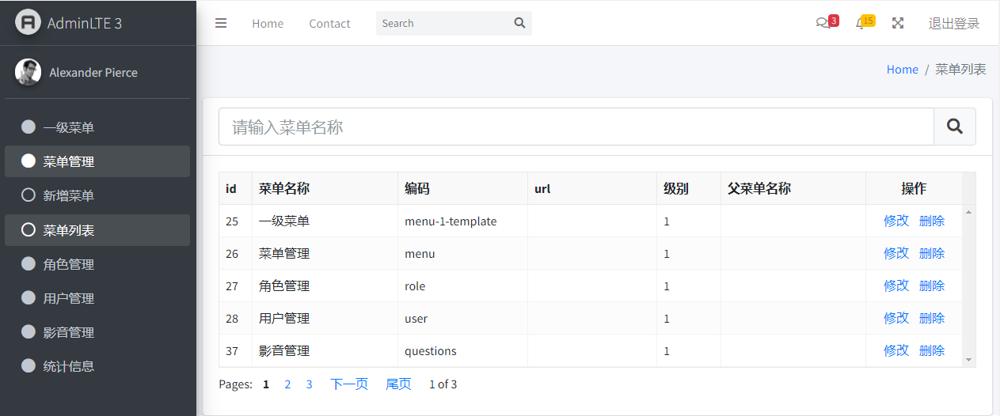 AdminLTE 3
Alexander Pierce
一级菜单
菜单管理
新增菜单
菜单列表
角色管理
用户管理
影音管理
统计信息
Home Contact Search 3 15 退出登录
Home / 菜单列表
请输入菜单名称
id 菜单名称 编码 url 级别 父菜单名称 操作
25 一级菜单 menu-1-template 1 修改 删除
26 菜单管理 menu 1 修改 删除
27 角色管理 role 1 修改 删除
28 用户管理 user 1 修改 删除
37 影音管理 questions 1 修改 删除
Pages: 1 2 3 下一页 尾页 1 of 3